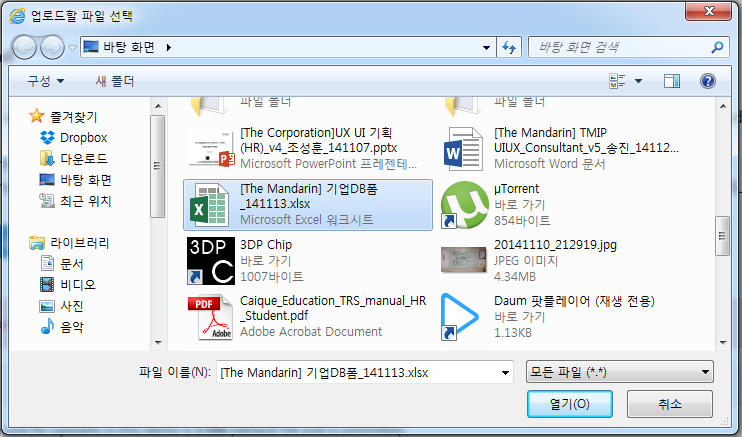 업로드할 파일 선택
바탕 화면
바탕 화면 검색
구성
새 폴더
즐겨찾기
Dropbox
다운로드
바탕 화면
최근 위치
라이브러리
문서
비디오
사진
음악
파일 폴더
파일 폴더
[The Corporation]UX UI 기획
(HR)_v4_조성훈_141107.pptx
Microsoft PowerPoint 프레젠테...
[The Mandarin] TMIP
UIUX_Consultant_v5_송진_14112...
Microsoft Word 문서
[The Mandarin] 기업DB폼
_141113.xlsx
Microsoft Excel 워크시트
µTorrent
바로 가기
854바이트
3DP
C
3DP Chip
바로 가기
1007바이트
20141110_212919.jpg
JPEG 이미지
4.34MB
PDF
Adobe
Caique_Education_TRS_manual_HR
_Student.pdf
Adobe Acrobat Document
Daum 팟플레이어 (재생 전용)
바로 가기
1.13KB
파일 이름(N):
[The Mandarin] 기업DB폼_141113.xlsx
모든 파일 (*.*)
열기(O)
취소